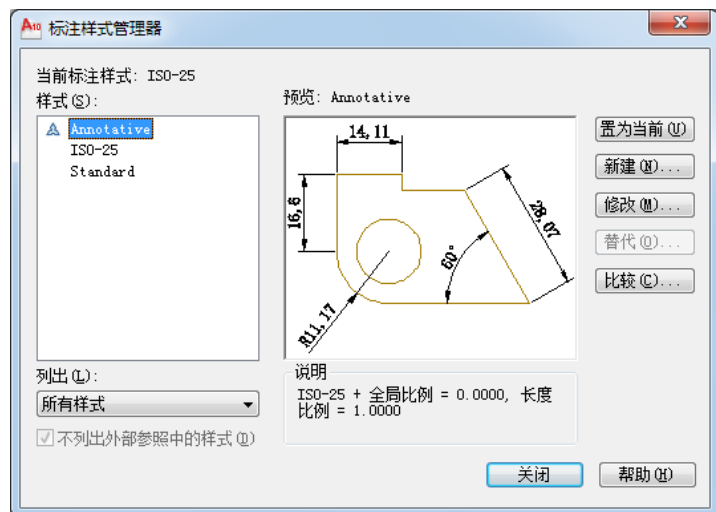 A10 标注样式管理器
当前标注样式: ISO-25
样式(S):
Annotative
ISO-25
Standard
预览: Annotative
14,11
16,6
28,07
60°
R11,17
置为当前(U)
新建(N)...
修改(M)...
替代(O)...
比较(C)...
列出(L):
所有样式
不列出外部参照中的样式(D)
说明
ISO-25 + 全局比例 = 0.0000, 长度
比例 = 1.0000
关闭
帮助(H)